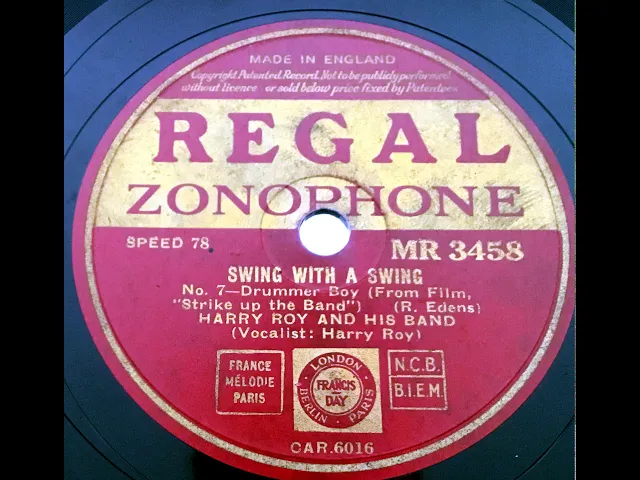 MADE IN ENGLAND
Copyright Patented Record, Not to be publicly performed
without licence or sold below price fixed by Patentees
REGAL
ZONOPHONE
SPEED 78
MR 3458
SWING WITH A SWING
No. 7—Drummer Boy (From Film,
"Strike up the Band") (R. Edens)
HARRY ROY AND HIS BAND
(Vocalist: Harry Roy)
FRANCE
MÉLODIE
PARIS
LONDON
FRANCIS
DAY
BERLIN · PARIS
N.C.B.
B.I.E.M.
CAR.6016